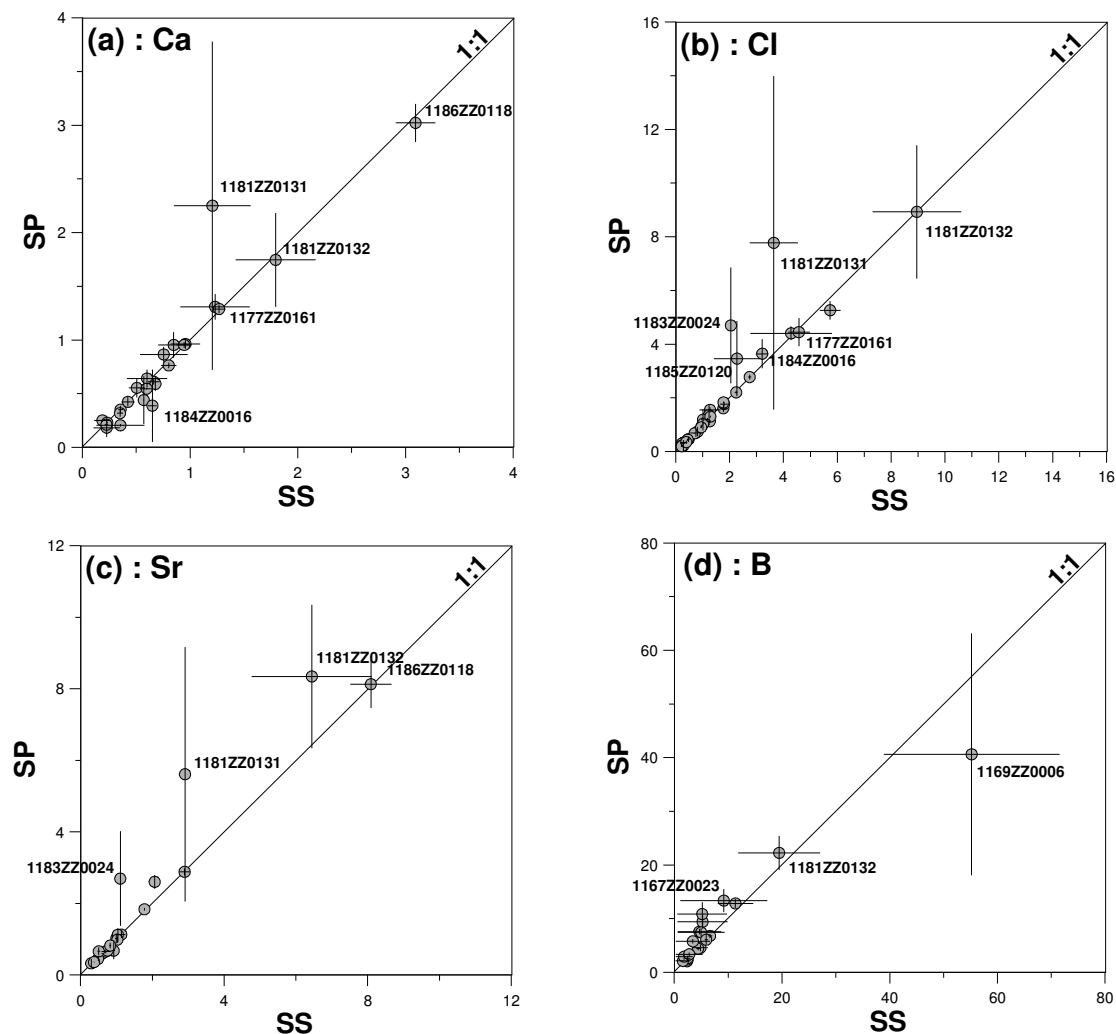 (a) : Ca
1:1
4
3
2
1
0
SP
1186ZZ0118
1181ZZ0131
1181ZZ0132
1177ZZ0161
1184ZZ0016
0 1 2 3 4
SS
(b) : Cl
1:1
16
12
8
4
0
SP
1181ZZ0132
1181ZZ0131
1183ZZ0024
1177ZZ0161
1184ZZ0016
1185ZZ0120
0 2 4 6 8 10 12 14 16
SS
(c) : Sr
1:1
12
8
4
0
SP
1181ZZ0132
1186ZZ0118
1181ZZ0131
1183ZZ0024
0 4 8 12
SS
(d) : B
1:1
80
60
40
20
0
SP
1169ZZ0006
1181ZZ0132
1167ZZ0023
0 20 40 60 80
SS